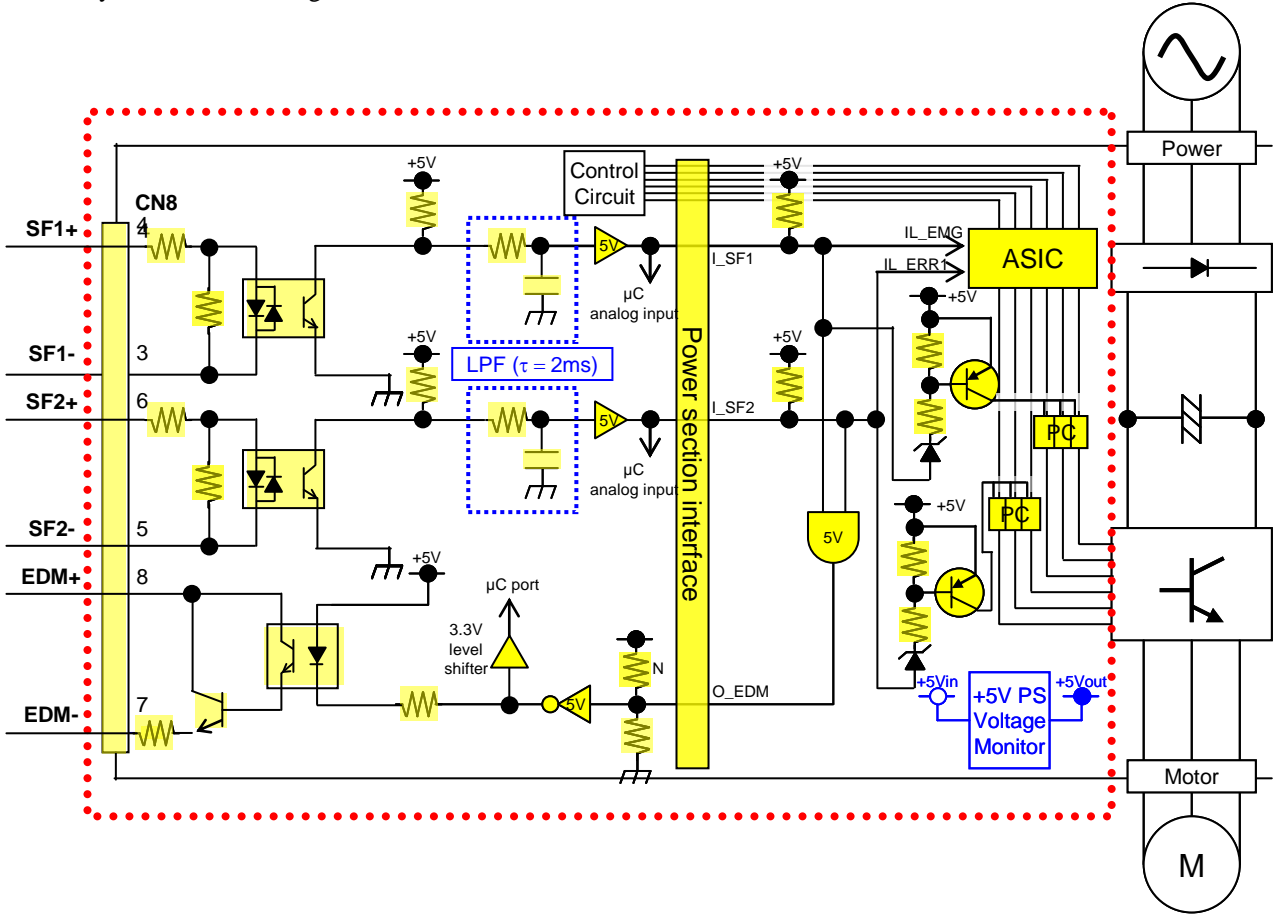 Power
+5V
+5V
Control
Circuit
CN8
4
4
SF1+
5V
I_SF1
IL_EMG
IL_ERR1
ASIC
µC
analog input
+5V
SF1-
3
+5V
LPF (τ = 2ms)
+5V
Power section interface
SF2+
6
5V
I_SF2
PC
µC
analog input
+5V
PC
SF2-
5
5V
EDM+
8
+5V
µC port
3.3V
level
shifter
N
EDM-
7
5V
O_EDM
+5Vin
+5V PS
Voltage
Monitor
+5Vout
Motor
M